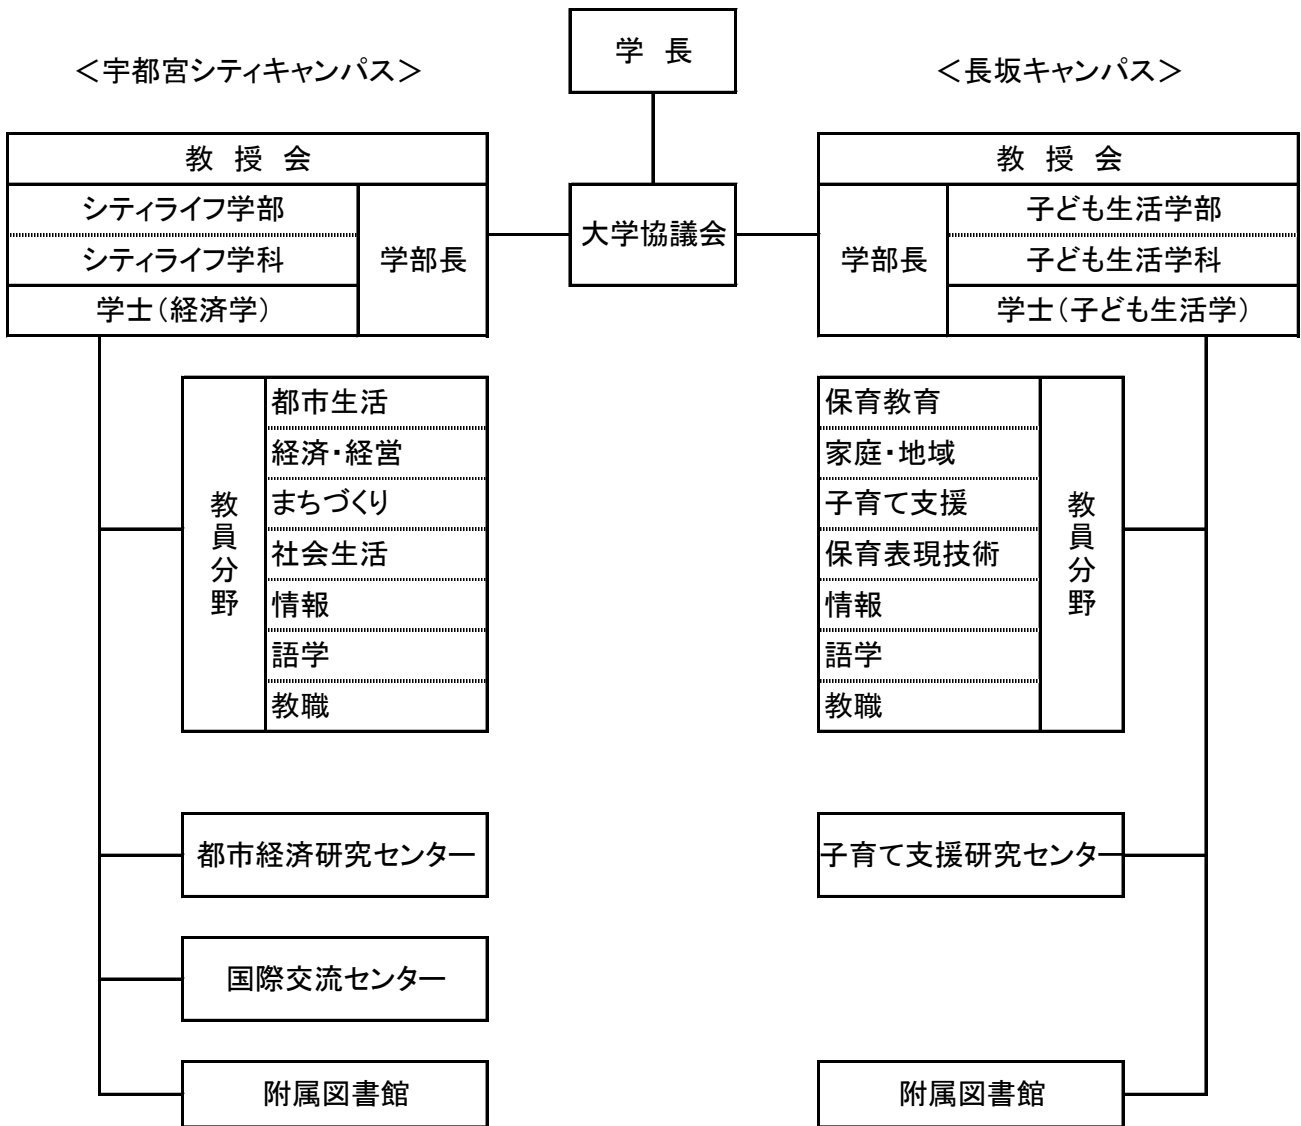 学 長
<宇都宮シティキャンパス>
教 授 会
シティライフ学部
シティライフ学科
学士(経済学)
学部長
大学協議会
<長坂キャンパス>
教 授 会
学部長
子ども生活学部
子ども生活学科
学士(子ども生活学)
教員分野
都市生活
経済・経営
まちづくり
社会生活
情報
語学
教職
都市経済研究センター
国際交流センター
附属図書館
保育教育
家庭・地域
子育て支援
保育表現技術
情報
語学
教職
教員分野
子育て支援研究センター
附属図書館